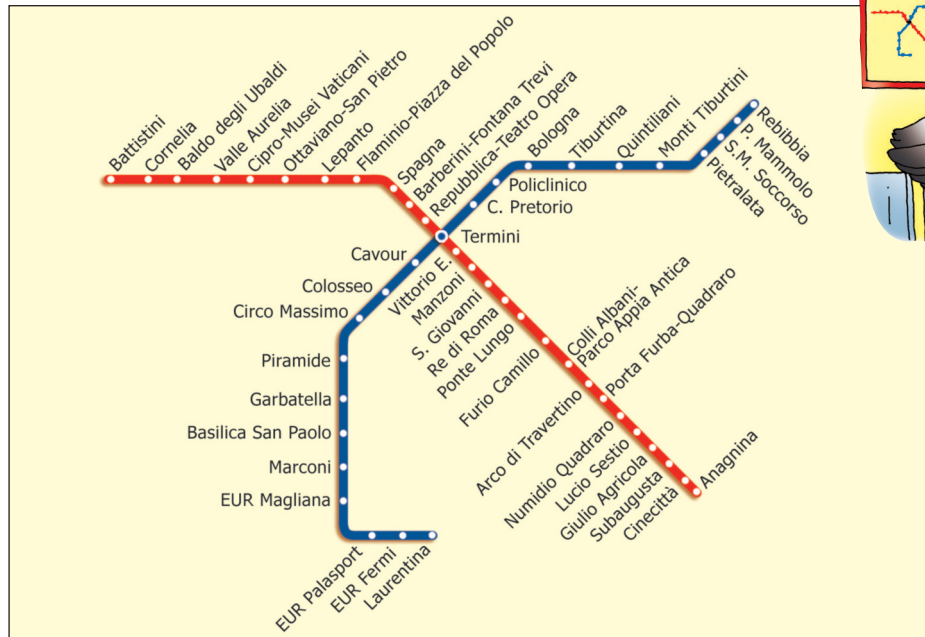 Battistini
Cornelia
Baldo degli Ubaldi
Valle Aurelia
Cipro-Musei Vaticani
Ottaviano-San Pietro
Lepanto
Flaminio-Piazza del Popolo
Spagna
Barberini-Fontana Trevi
Repubblica-Teatro Opera
Bologna
Tiburtina
Quintiliani
Monti Tiburtini
Rebibbia
P. Mammolo
S.M. Soccorso
Pietralata
Policlinico
C. Pretorio
Termini
Cavour
Colosseo
Circo Massimo
Piramide
Garbatella
Basilica San Paolo
Marconi
EUR Magliana
EUR Palasport
EUR Fermi
Laurentina
Vittorio E.
Manzoni
S. Giovanni
Re di Roma
Ponte Lungo
Furio Camillo
Colli Albani-
Parco Appia Antica
Arco di Travertino
Porta Furba-Quadraro
Numidio Quadraro
Lucio Sestio
Giulio Agricola
Subaugusta
Cinecittà
Anagnina